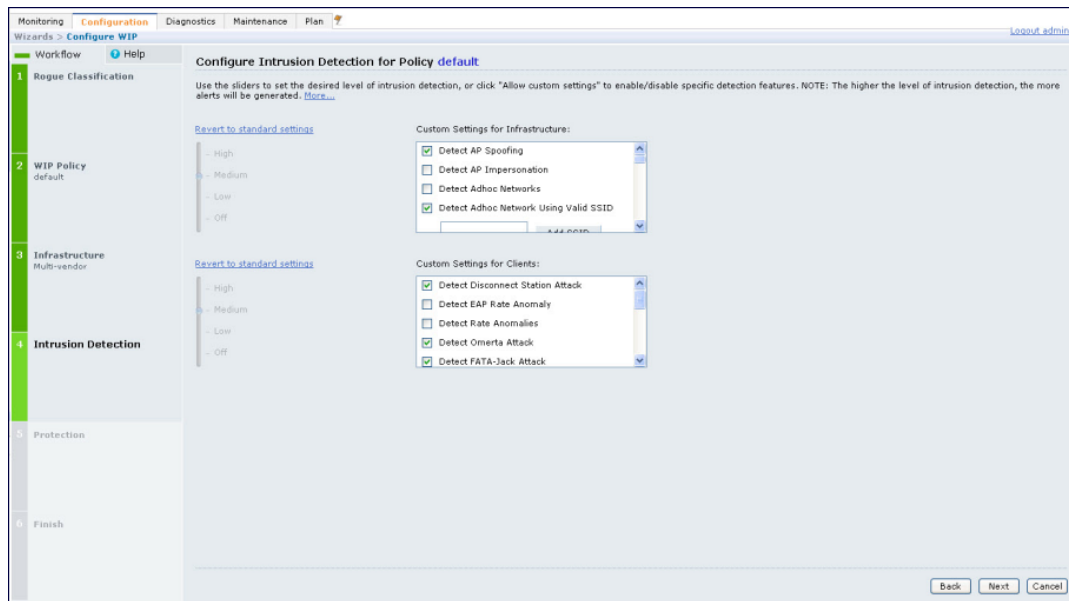 Monitoring Configuration Diagnostics Maintenance Plan
Wizards > Configure WIP
Logout admin
Workflow Help
1 Rogue Classification
2 WIP Policy
default
3 Infrastructure
Multi-vendor
4 Intrusion Detection
5 Protection
6 Finish
Configure Intrusion Detection for Policy default
Use the sliders to set the desired level of intrusion detection, or click "Allow custom settings" to enable/disable specific detection features. NOTE: The higher the level of intrusion detection, the more
alerts will be generated. More...
Revert to standard settings
- High
- Medium
- Low
- Off
Custom Settings for Infrastructure:
Detect AP Spoofing
Detect AP Impersonation
Detect Adhoc Networks
Detect Adhoc Network Using Valid SSID
Add SSID
Revert to standard settings
- High
- Medium
- Low
- Off
Custom Settings for Clients:
Detect Disconnect Station Attack
Detect EAP Rate Anomaly
Detect Rate Anomalies
Detect Omerta Attack
Detect FATA-Jack Attack
Back Next Cancel